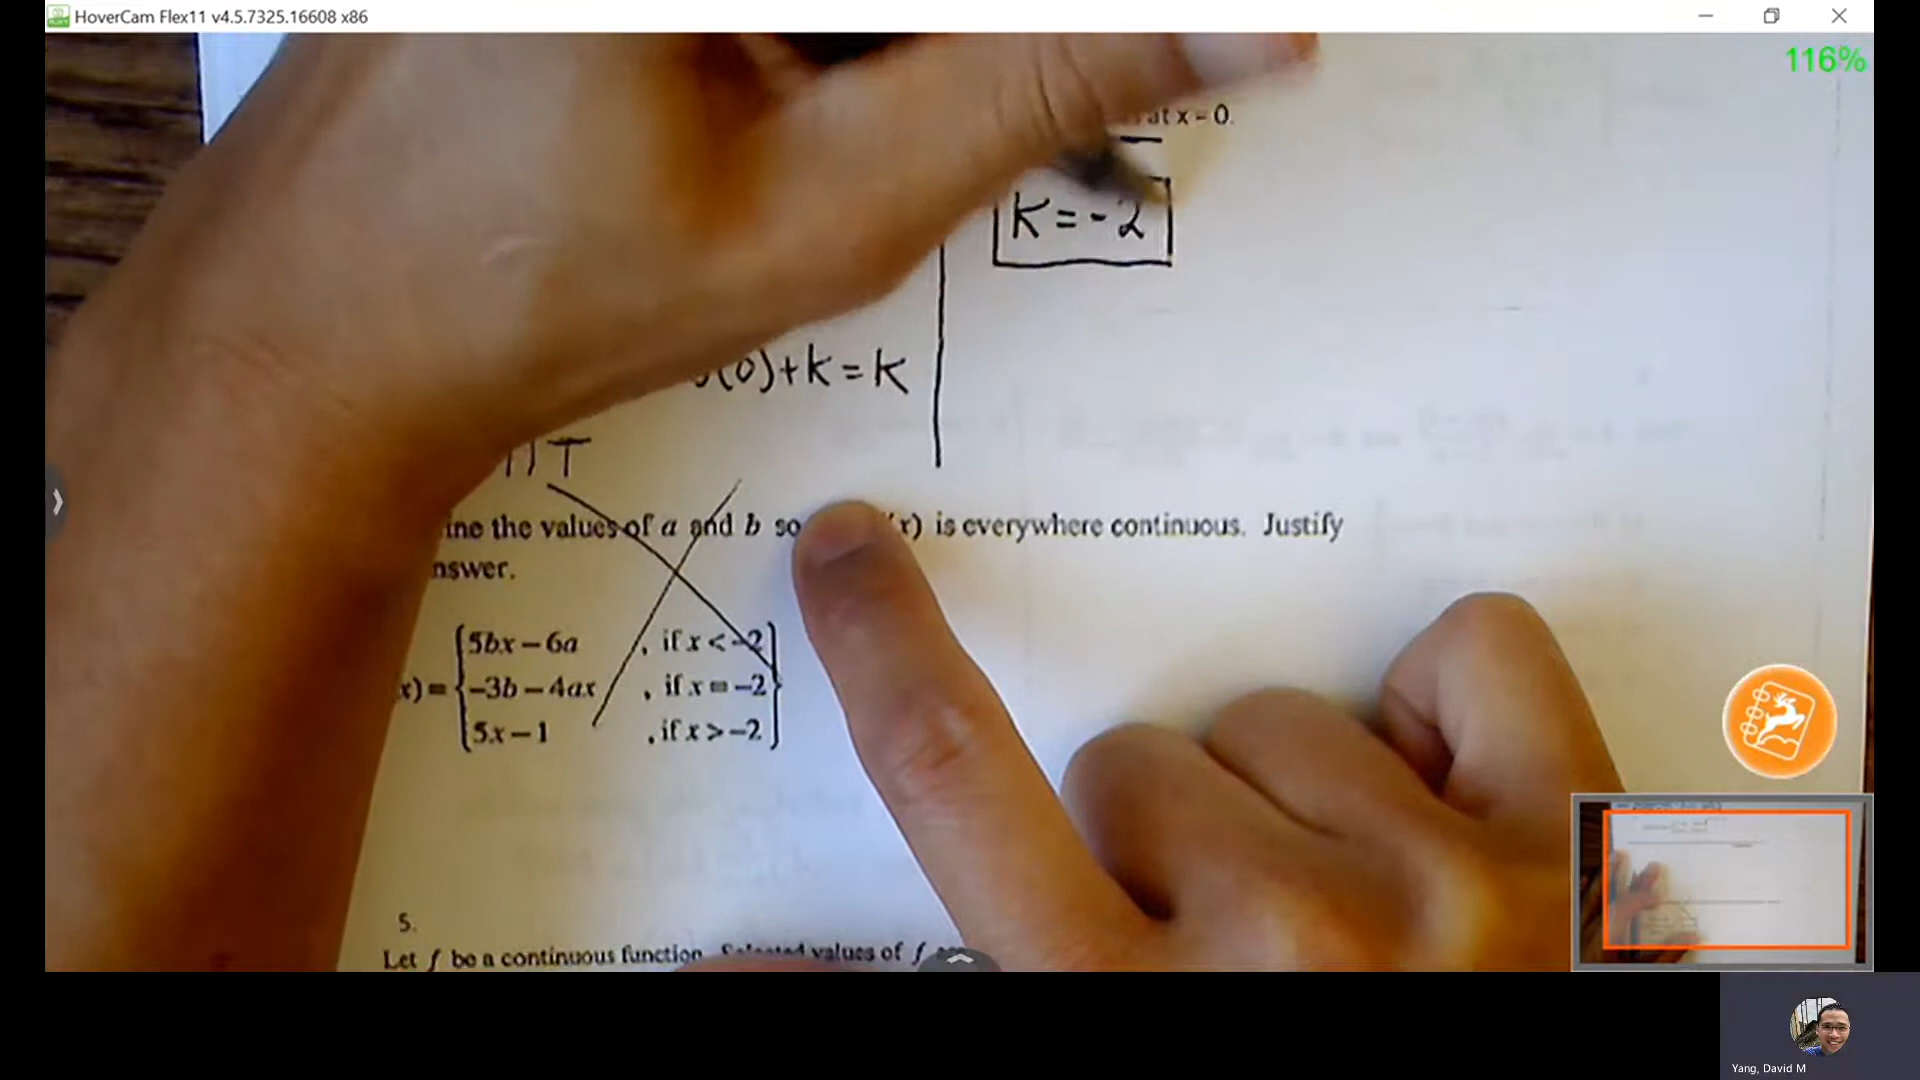 HoverCam Flex11 v4.5.7325.16608 x86
116%
at x = 0.
K = -2
(0)+k = K
the values of a and b so is everywhere continuous. Justify
5bx – 6a , if x < –2
x) = –3b – 4ax , if x = –2
5x – 1 , if x > –2
5.
Let f be a continuous function. Selected values of f
Yang, David M